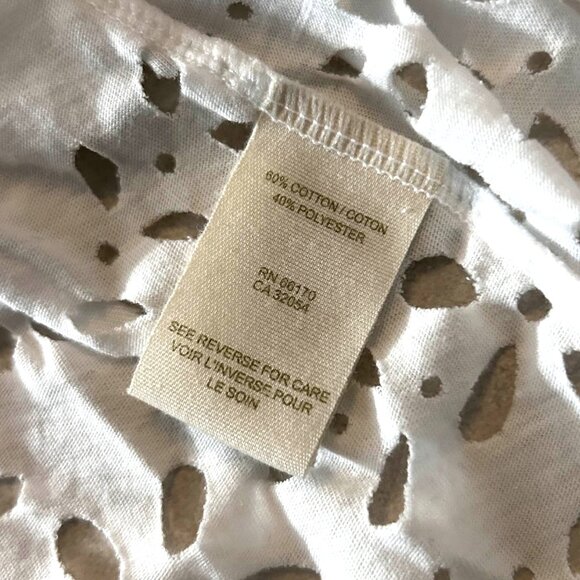 60% COTTON / COTON
40% POLYESTER
RN 66170
CA 32054
SEE REVERSE FOR CARE
VOIR L'INVERSE POUR
LE SOIN